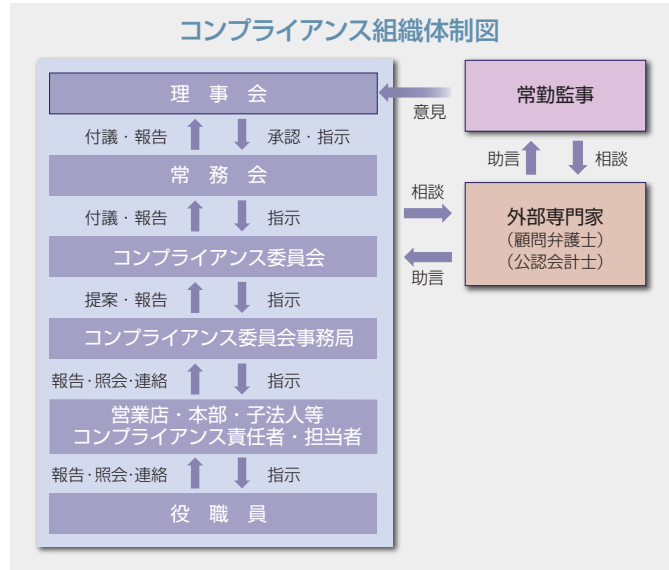 コンプライアンス組織体制図
理 事 会
付議・報告
承認・指示
常 務 会
付議・報告
指示
コンプライアンス委員会
提案・報告
指示
コンプライアンス委員会事務局
報告・照会・連絡
指示
営業店・本部・子法人等
コンプライアンス責任者・担当者
報告・照会・連絡
指示
役 職 員
意見
常勤監事
助言
相談
相談
外部専門家
（顧問弁護士）
（公認会計士）
助言